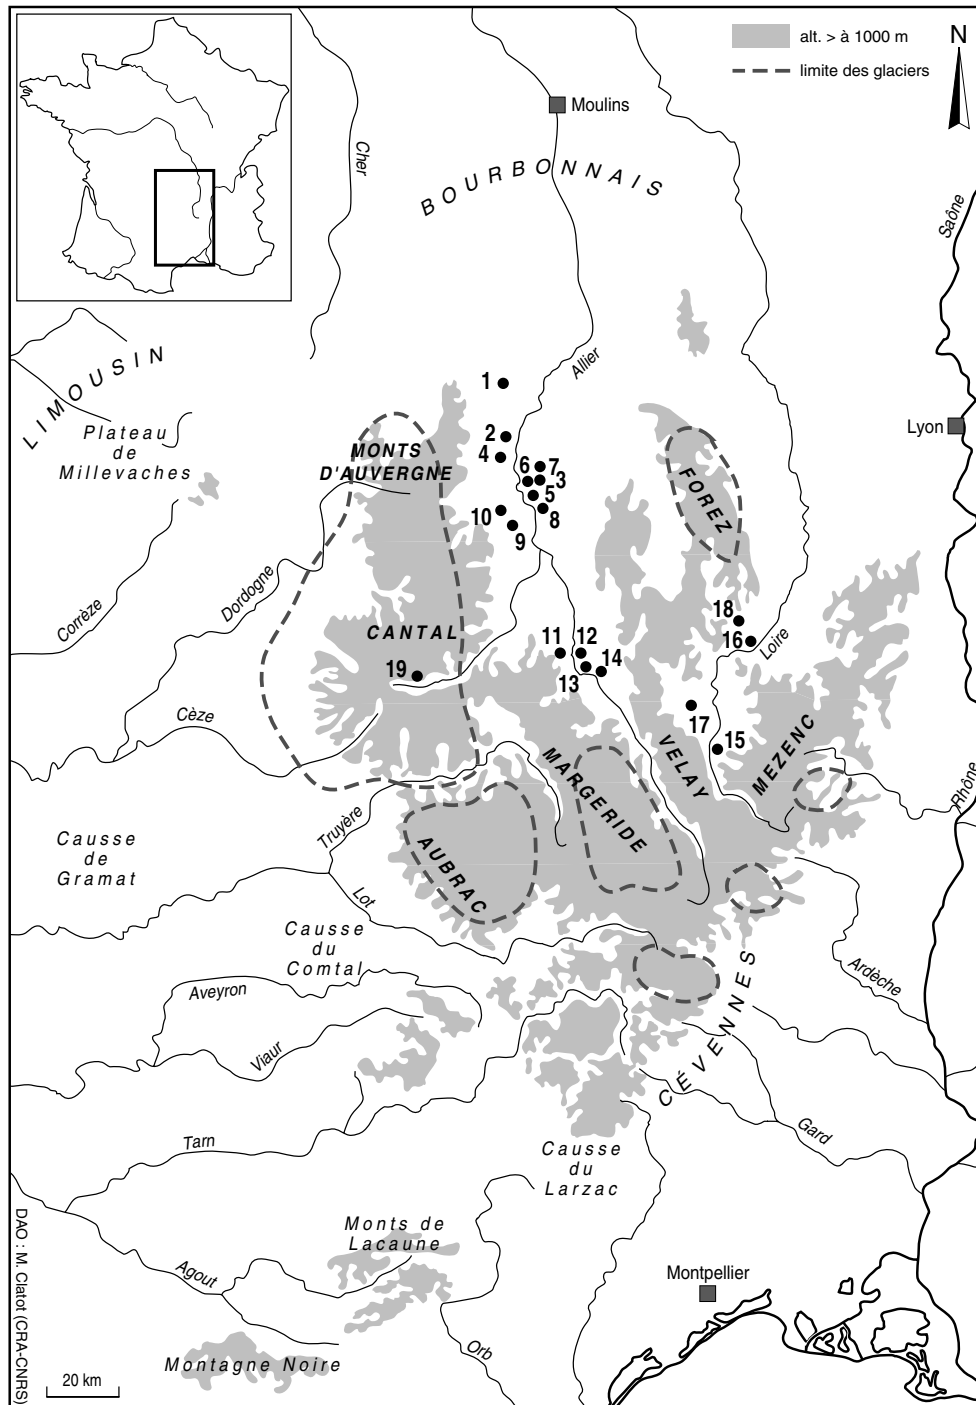 alt. > à 1000 m
limite des glaciers
N
Moulins
Cher
BOURBONNAIS
Saône
Allier
LIMOUSIN
Plateau
de
Millevaches
1
2
4
MONTS
D'AUVERGNE
6
7
3
5
8
10
9
Lyon
FOREZ
Dordogne
Corrèze
CANTAL
19
11
12
13
14
18
16
Loire
17
15
Cèze
VELAY
MEZENC
MARGERIDE
Rhône
Truyère
AUBRAC
Causse
de
Gramat
Lot
Causse
du
Comtal
Aveyron
Viaur
Ardèche
CÉVENNES
Tarn
Gard
Causse
du
Larzac
Monts de
Lacaune
Agout
Montpellier
Orb
Montagne Noire
20 km
DAO : M. Clatot (CRA-CNRS)